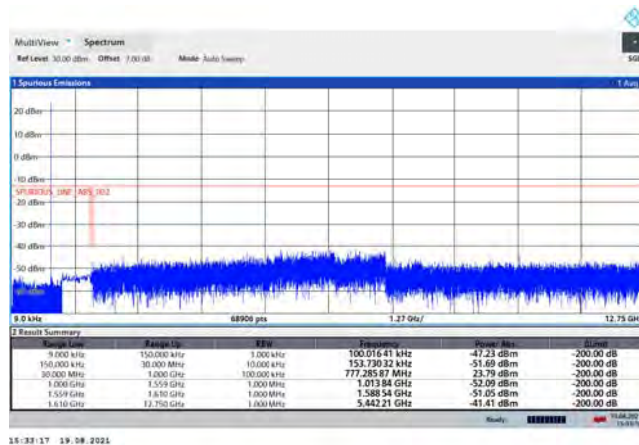 MultiView Spectrum
Ref Level 30.00 dBm Offset 7.00 dB Mode Auto Sweep
SGL
1 Spurious Emissions 1 Avg
20 dBm
10 dBm
0 dBm
-10 dBm
SPURIOUS_LINE_ABS_002
-20 dBm
-30 dBm
-40 dBm
-50 dBm
-60 dBm
9.0 kHz 68906 pts 1.27 GHz/ 12.75 GHz
2 Result Summary
Range Low Range Up RBW Frequency Power Abs ΔLimit
9.000 kHz 150.000 kHz 1.000 kHz 100.01641 kHz -47.23 dBm -200.00 dB
150.000 kHz 30.000 MHz 10.000 kHz 153.73032 kHz -51.69 dBm -200.00 dB
30.000 MHz 1.000 GHz 100.000 kHz 777.28587 MHz 23.79 dBm -200.00 dB
1.000 GHz 1.559 GHz 1.000 MHz 1.01384 GHz -52.09 dBm -200.00 dB
1.559 GHz 1.610 GHz 1.000 MHz 1.58854 GHz -51.05 dBm -200.00 dB
1.610 GHz 12.750 GHz 1.000 MHz 5.44221 GHz -41.41 dBm -200.00 dB
Ready
15:33:17 19.08.2021